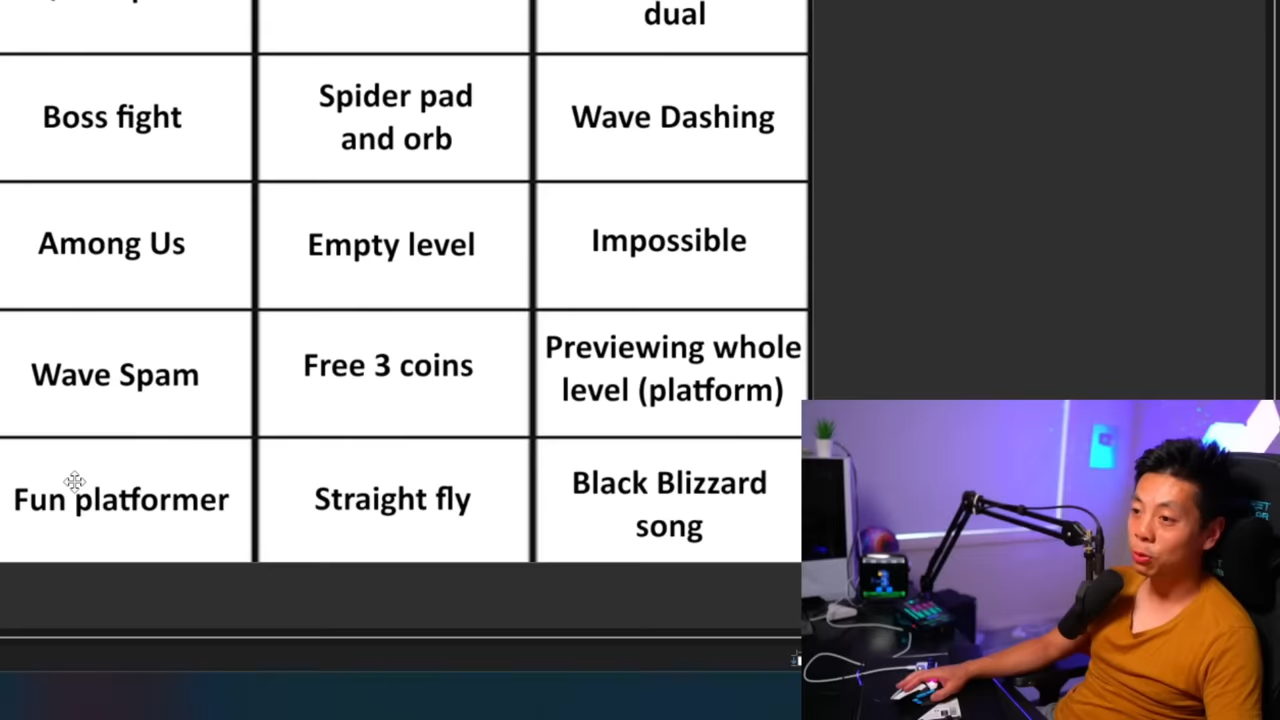 dual
Boss fight
Spider pad
and orb
Wave Dashing
Among Us
Empty level
Impossible
Wave Spam
Free 3 coins
Previewing whole
level (platform)
Fun platformer
Straight fly
Black Blizzard
song